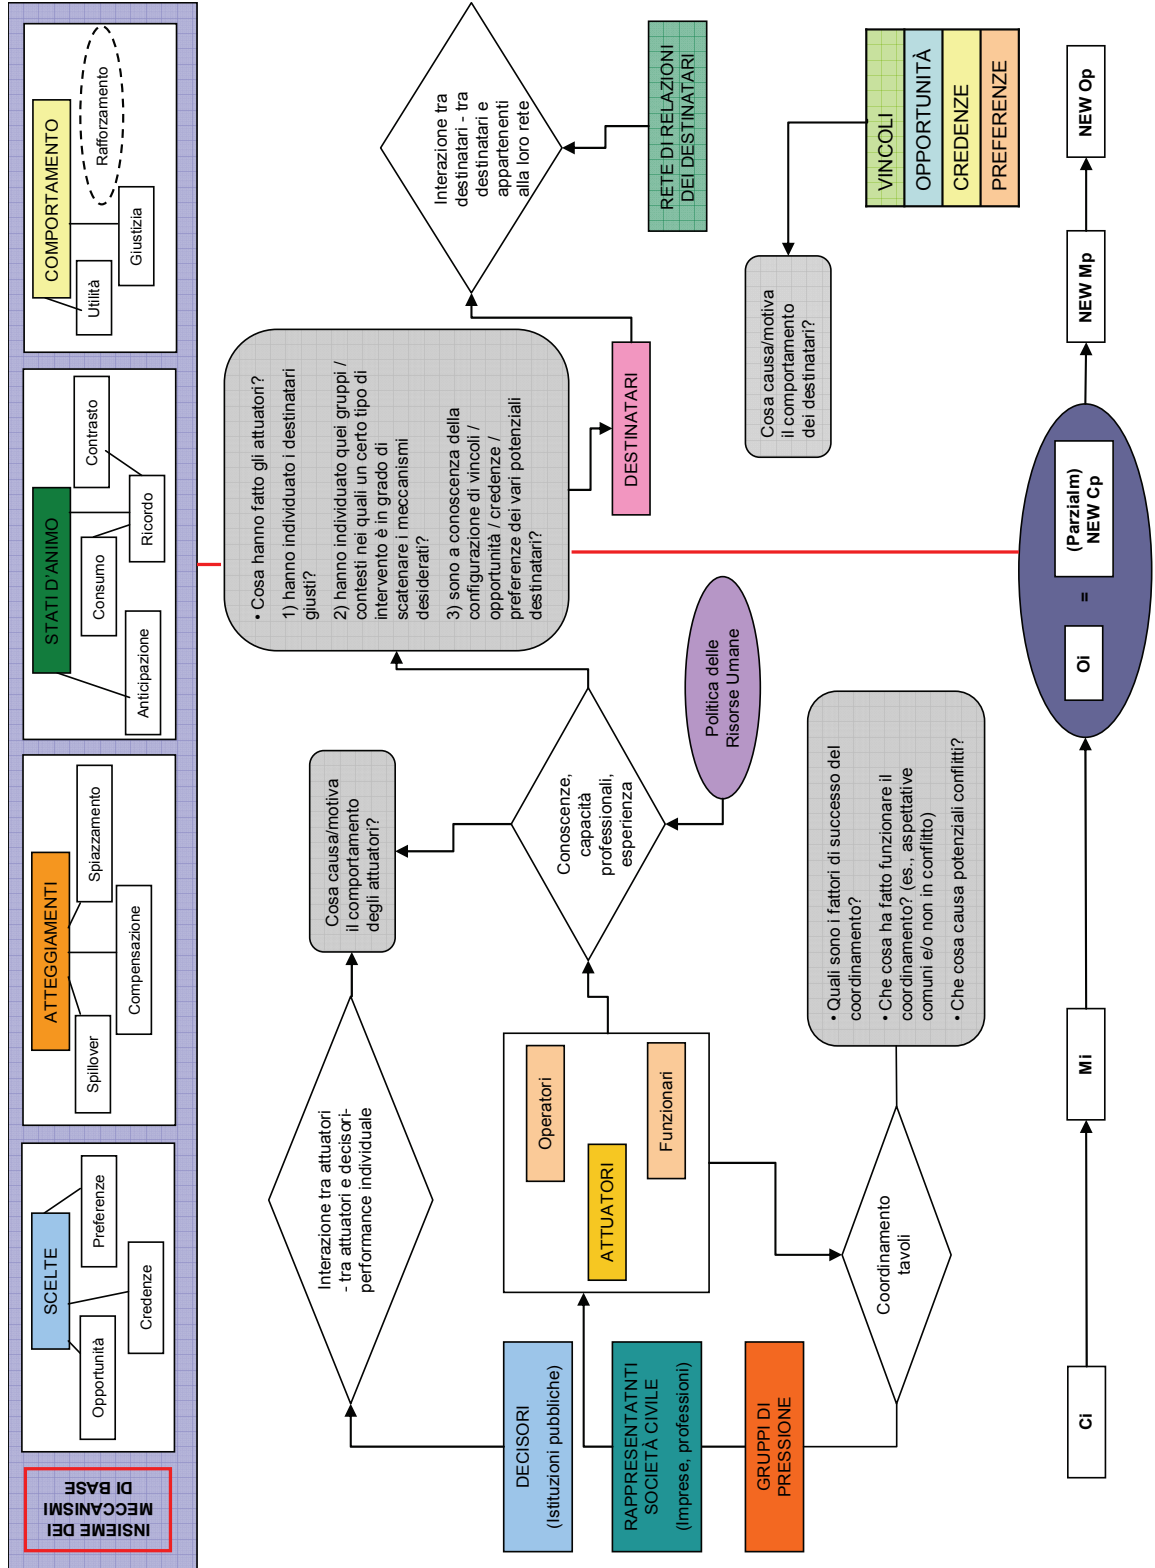 INSIEME DEI
MECCANISMI
DI BASE
SCELTE
Opportunità
Credenze
Preferenze
ATTEGGIAMENTI
Spillover
Compensazione
Spiazzamento
STATI D'ANIMO
Anticipazione
Consumo
Ricordo
Contrasto
COMPORTAMENTO
Utilità
Giustizia
Rafforzamento
Interazione tra attuatori
- tra attuatori e decisori-
performance individuale
Cosa causa/motiva
il comportamento
degli attuatori?
• Cosa hanno fatto gli attuatori?
1) hanno individuato i destinatari
giusti?
2) hanno individuato quei gruppi /
contesti nei quali un certo tipo di
intervento è in grado di
scatenare i meccanismi
desiderati?
3) sono a conoscenza della
configurazione di vincoli /
opportunità / credenze /
preferenze dei vari potenziali
destinatari?
Interazione tra
destinatari - tra
destinatari e
appartenenti
alla loro rete
DECISORI
(Istituzioni pubbliche)
RAPPRESENTATNTI
SOCIETÀ CIVILE
(Imprese, professioni)
GRUPPI DI
PRESSIONE
Operatori
ATTUATORI
Funzionari
Conoscenze,
capacità
professionali,
esperienza
Politica delle
Risorse Umane
DESTINATARI
RETE DI RELAZIONI
DEI DESTINATARI
Coordinamento
tavoli
• Quali sono i fattori di successo del
coordinamento?
• Che cosa ha fatto funzionare il
coordinamento? (es., aspettative
comuni e/o non in conflitto)
• Che cosa causa potenziali conflitti?
Cosa causa/motiva
il comportamento
dei destinatari?
VINCOLI
OPPORTUNITÀ
CREDENZE
PREFERENZE
Ci
Mi
Oi
=
(Parzialm)
NEW Cp
NEW Mp
NEW Op